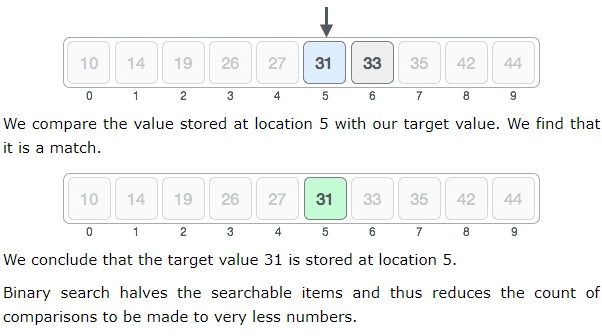 10 14 19 26 27 31 33 35 42 44
0 1 2 3 4 5 6 7 8 9
We compare the value stored at location 5 with our target value. We find that
it is a match.
10 14 19 26 27 31 33 35 42 44
0 1 2 3 4 5 6 7 8 9
We conclude that the target value 31 is stored at location 5.
Binary search halves the searchable items and thus reduces the count of
comparisons to be made to very less numbers.